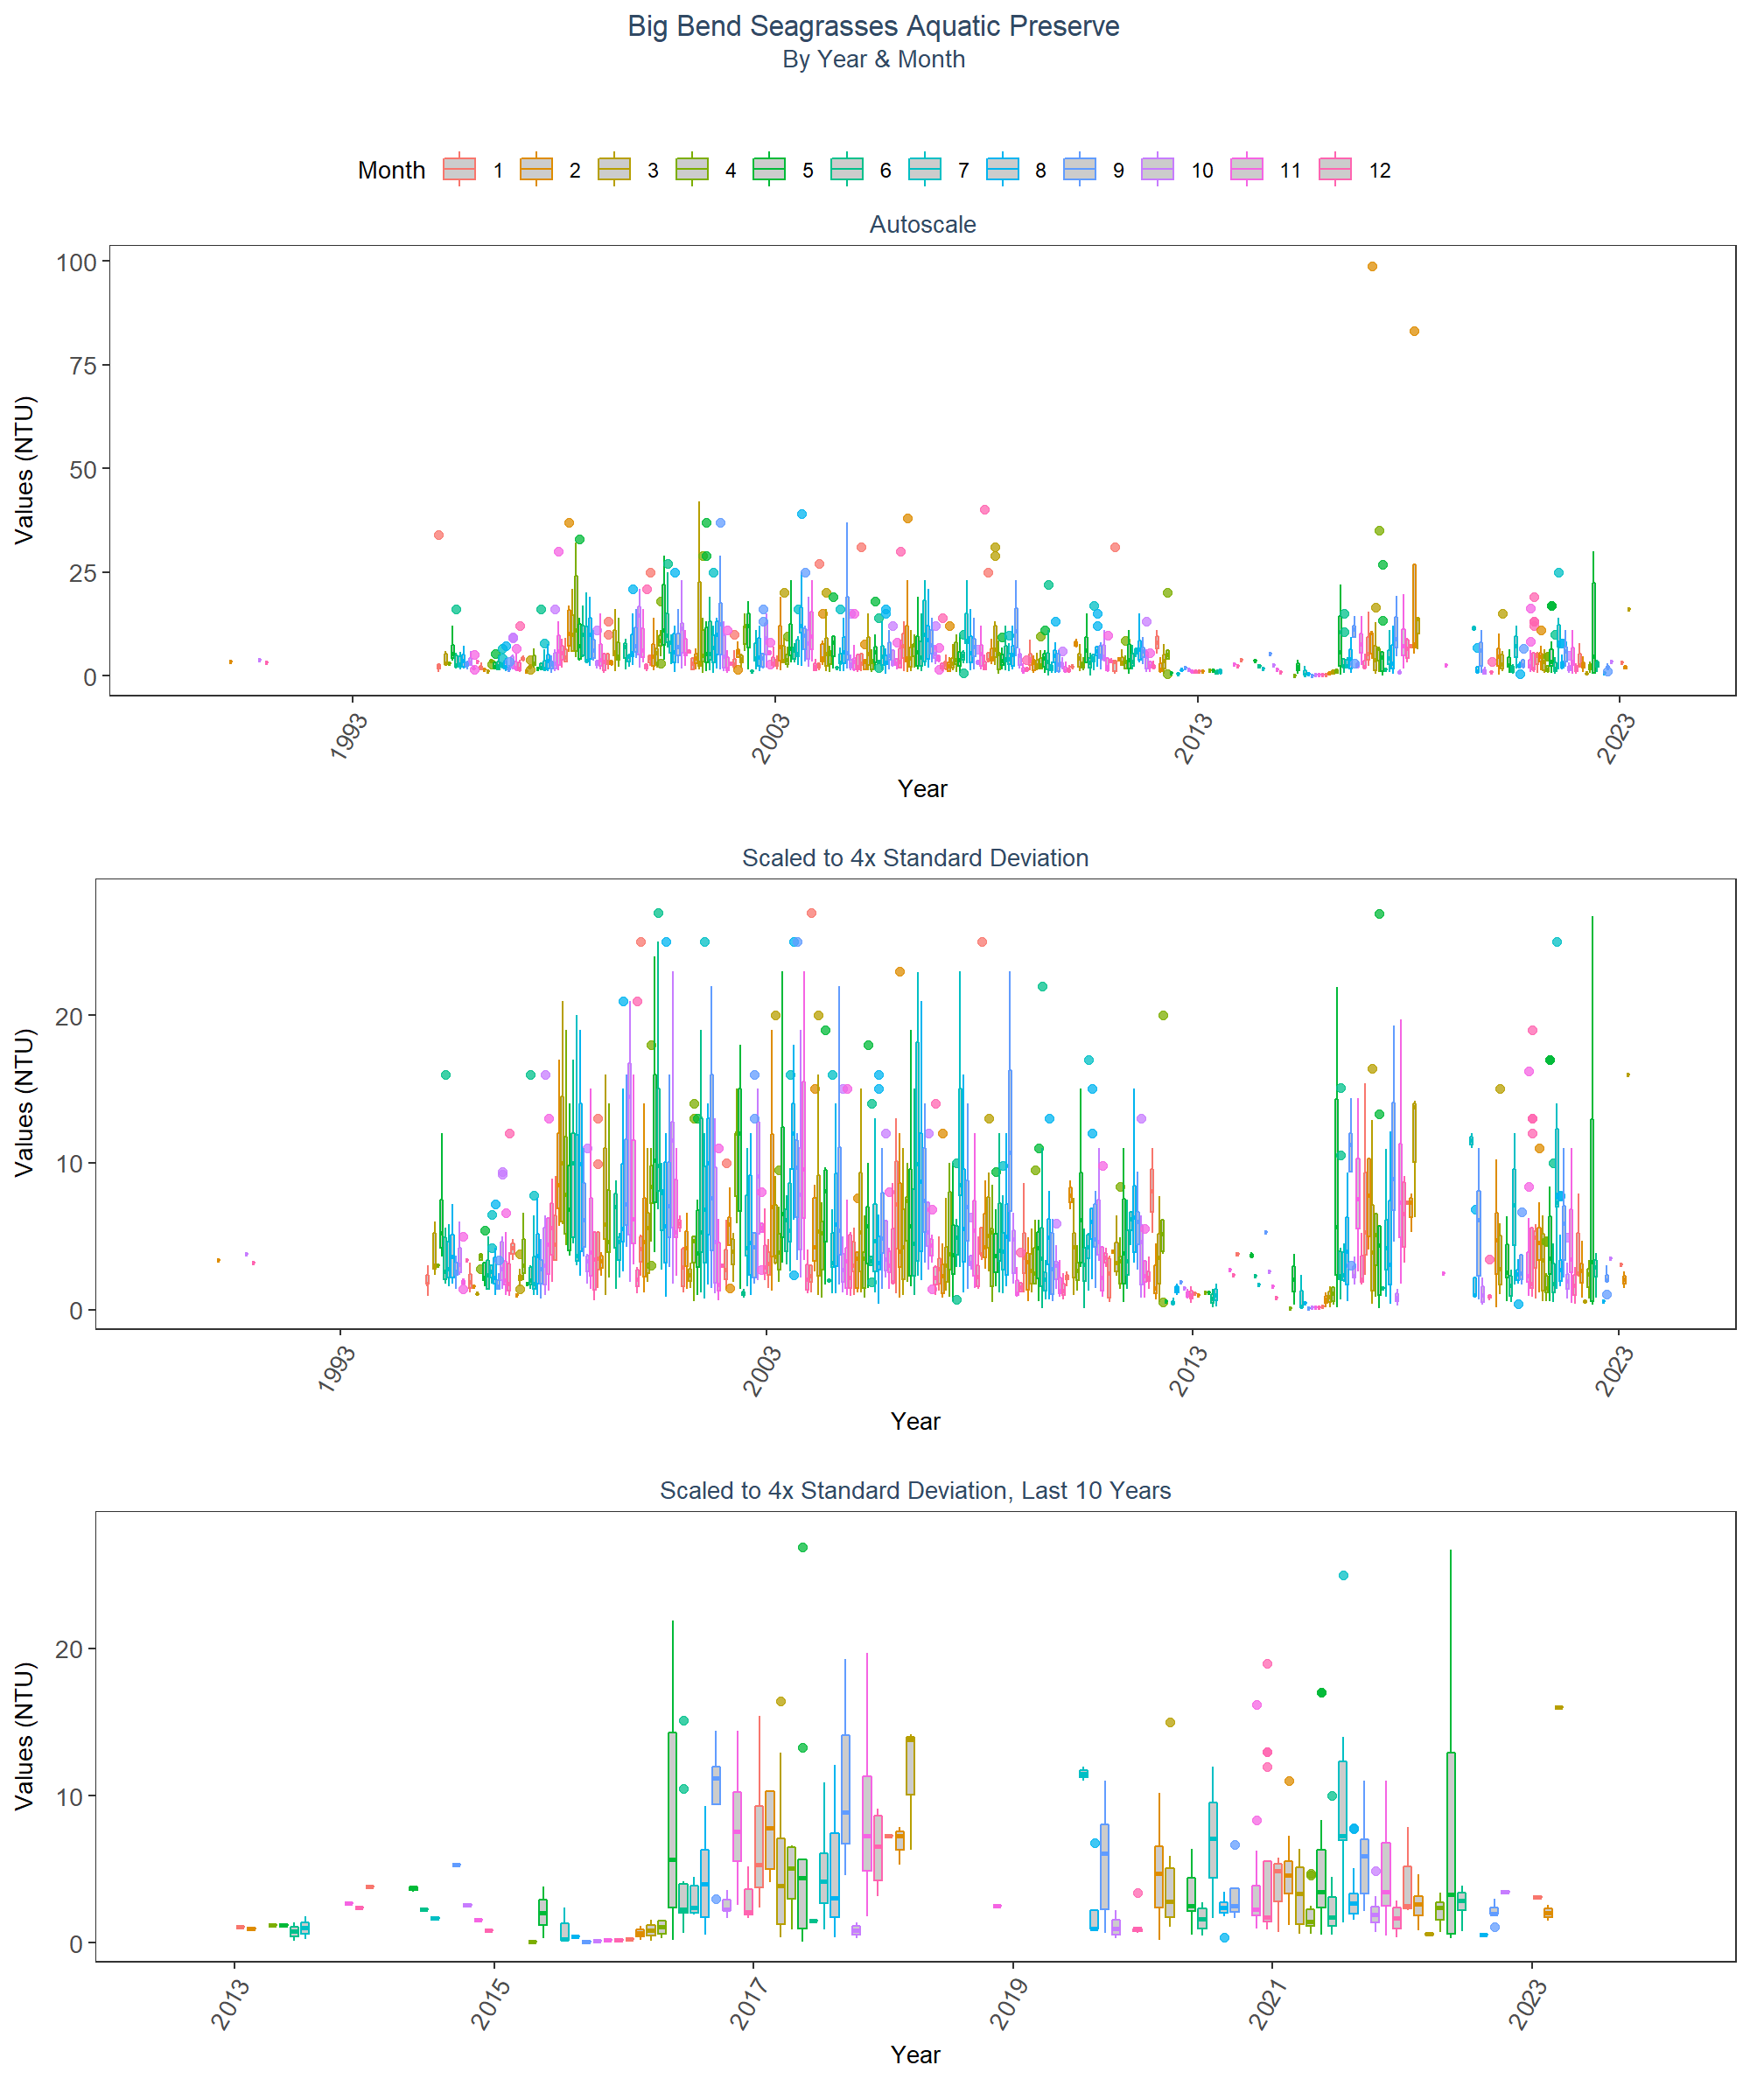 Big Bend Seagrasses Aquatic Preserve
By Year & Month
Month 1 2 3 4 5 6 7 8 9 10 11 12
Autoscale
Values (NTU)
100
75
50
25
0
1993 2003 2013 2023
Year
Scaled to 4x Standard Deviation
Values (NTU)
20
10
0
1993 2003 2013 2023
Year
Scaled to 4x Standard Deviation, Last 10 Years
Values (NTU)
20
10
0
2013 2015 2017 2019 2021 2023
Year